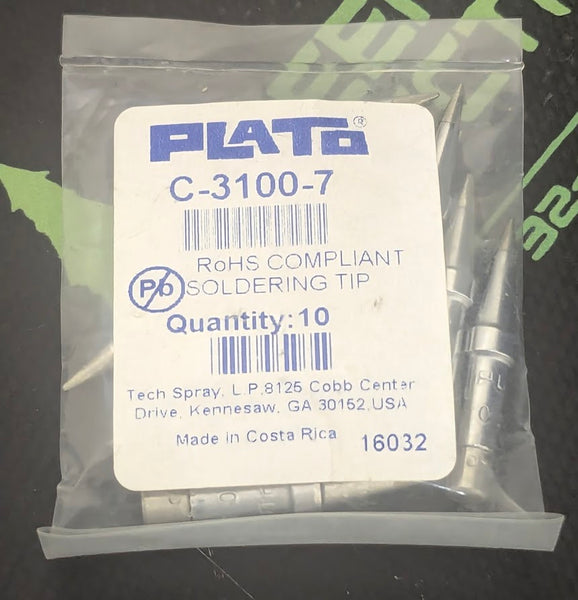 PLATO®
C-3100-7
RoHS COMPLIANT
Pb SOLDERING TIP
Quantity:10
Tech Spray, L.P.8125 Cobb Center
Drive, Kennesaw, GA 30152,USA
Made in Costa Rica 16032